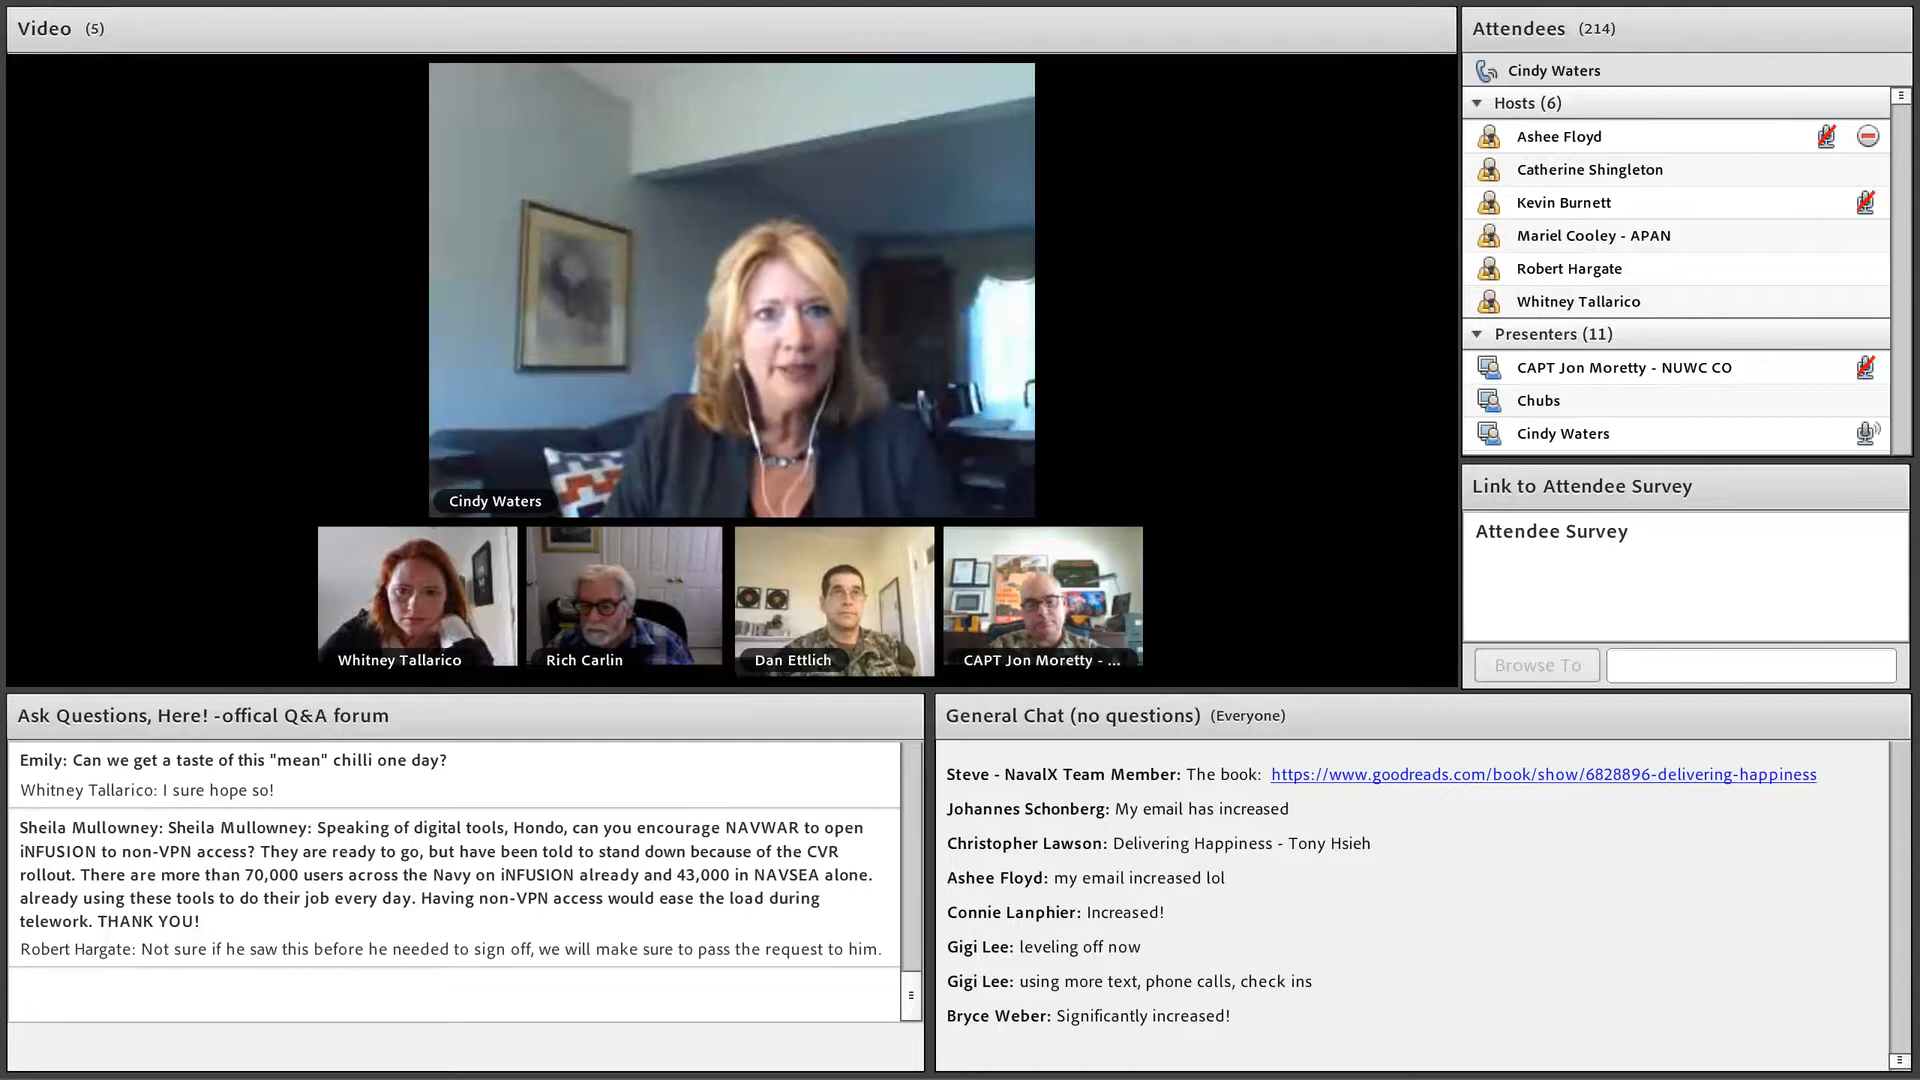 Video (5)
Cindy Waters
Whitney Tallarico
Rich Carlin
Dan Ettlich
CAPT Jon Moretty - ...
Attendees (214)
Cindy Waters
Hosts (6)
Ashee Floyd
Catherine Shingleton
Kevin Burnett
Mariel Cooley - APAN
Robert Hargate
Whitney Tallarico
Presenters (11)
CAPT Jon Moretty - NUWC CO
Chubs
Cindy Waters
Link to Attendee Survey
Attendee Survey
Browse To
Ask Questions, Here! -offical Q&A forum
Emily: Can we get a taste of this "mean" chilli one day?
Whitney Tallarico: I sure hope so!
Sheila Mullowney: Sheila Mullowney: Speaking of digital tools, Hondo, can you encourage NAVWAR to open
iNFUSION to non-VPN access? They are ready to go, but have been told to stand down because of the CVR
rollout. There are more than 70,000 users across the Navy on iNFUSION already and 43,000 in NAVSEA alone.
already using these tools to do their job every day. Having non-VPN access would ease the load during
telework. THANK YOU!
Robert Hargate: Not sure if he saw this before he needed to sign off, we will make sure to pass the request to him.
General Chat (no questions) (Everyone)
Steve - NavalX Team Member: The book: https://www.goodreads.com/book/show/6828896-delivering-happiness
Johannes Schonberg: My email has increased
Christopher Lawson: Delivering Happiness - Tony Hsieh
Ashee Floyd: my email increased lol
Connie Lanphier: Increased!
Gigi Lee: leveling off now
Gigi Lee: using more text, phone calls, check ins
Bryce Weber: Significantly increased!